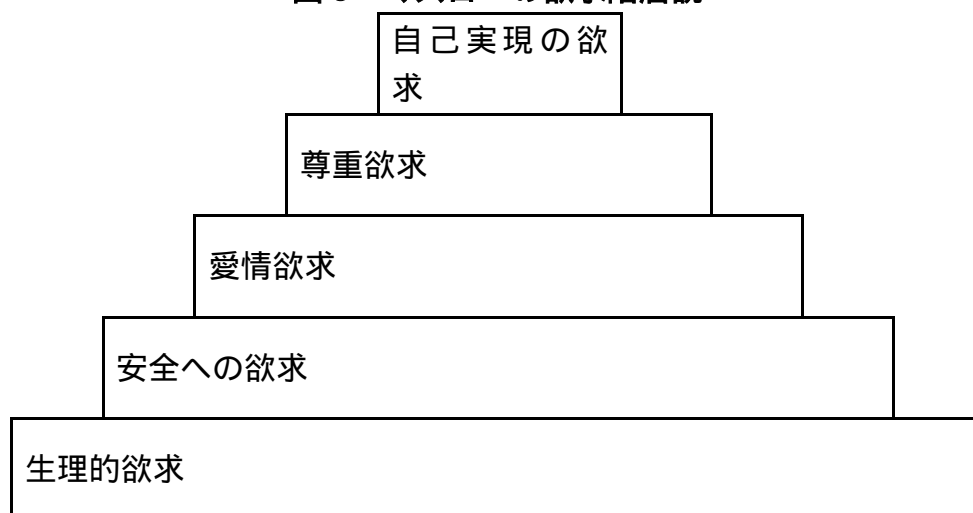 自己実現の欲
求
尊重欲求
愛情欲求
安全への欲求
生理的欲求